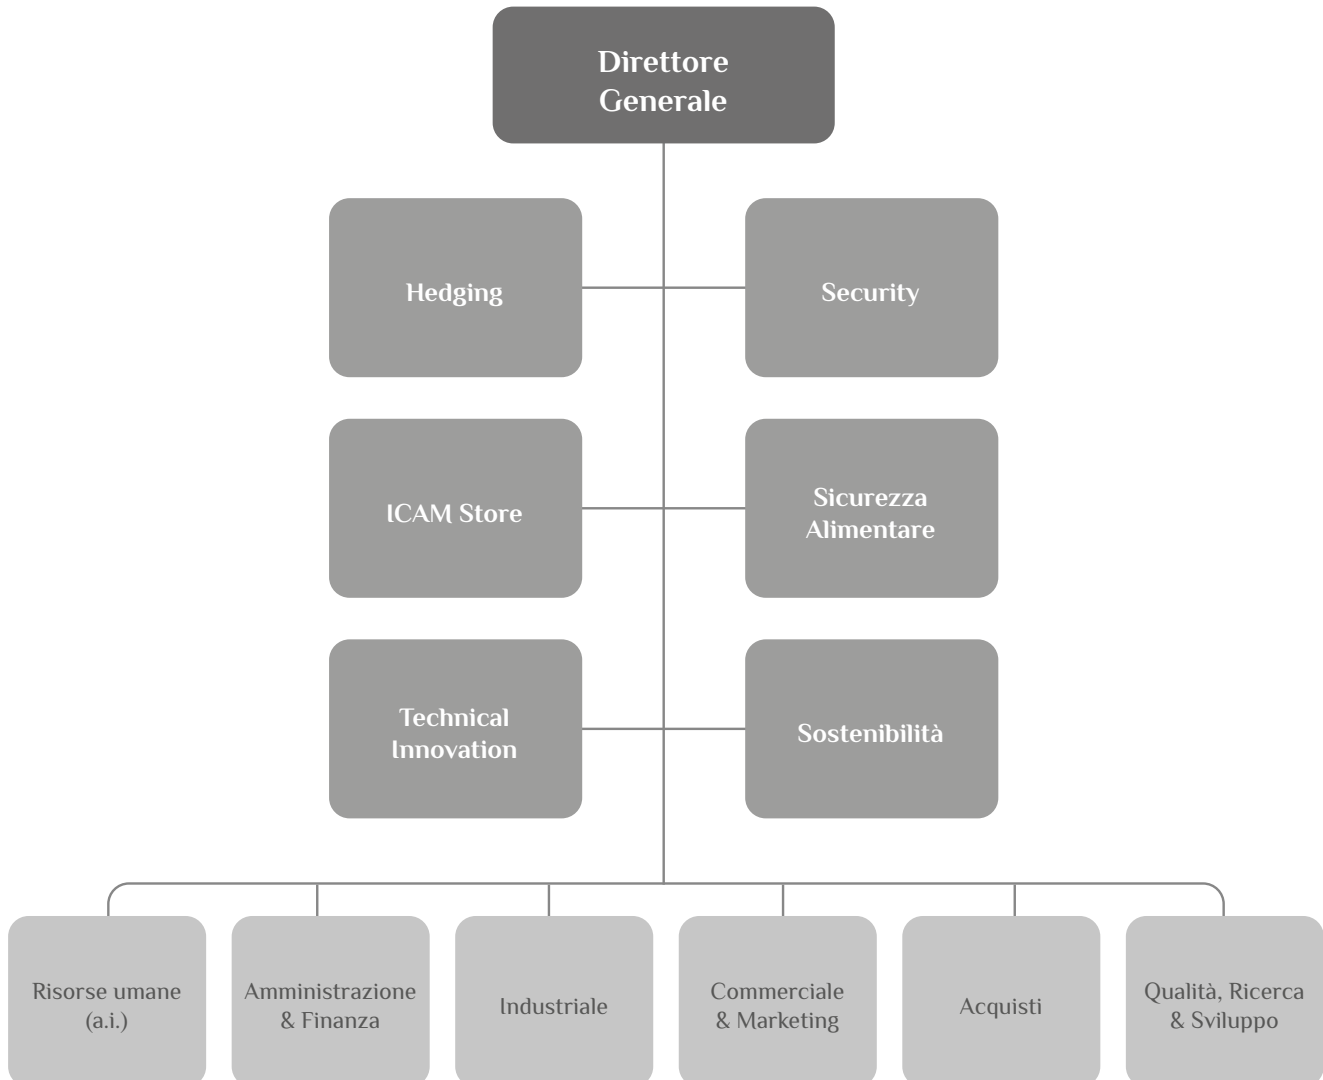 Direttore
Generale
Hedging
Security
ICAM Store
Sicurezza
Alimentare
Technical
Innovation
Sostenibilità
Risorse umane
(a.i.)
Amministrazione
& Finanza
Industriale
Commerciale
& Marketing
Acquisti
Qualità, Ricerca
& Sviluppo